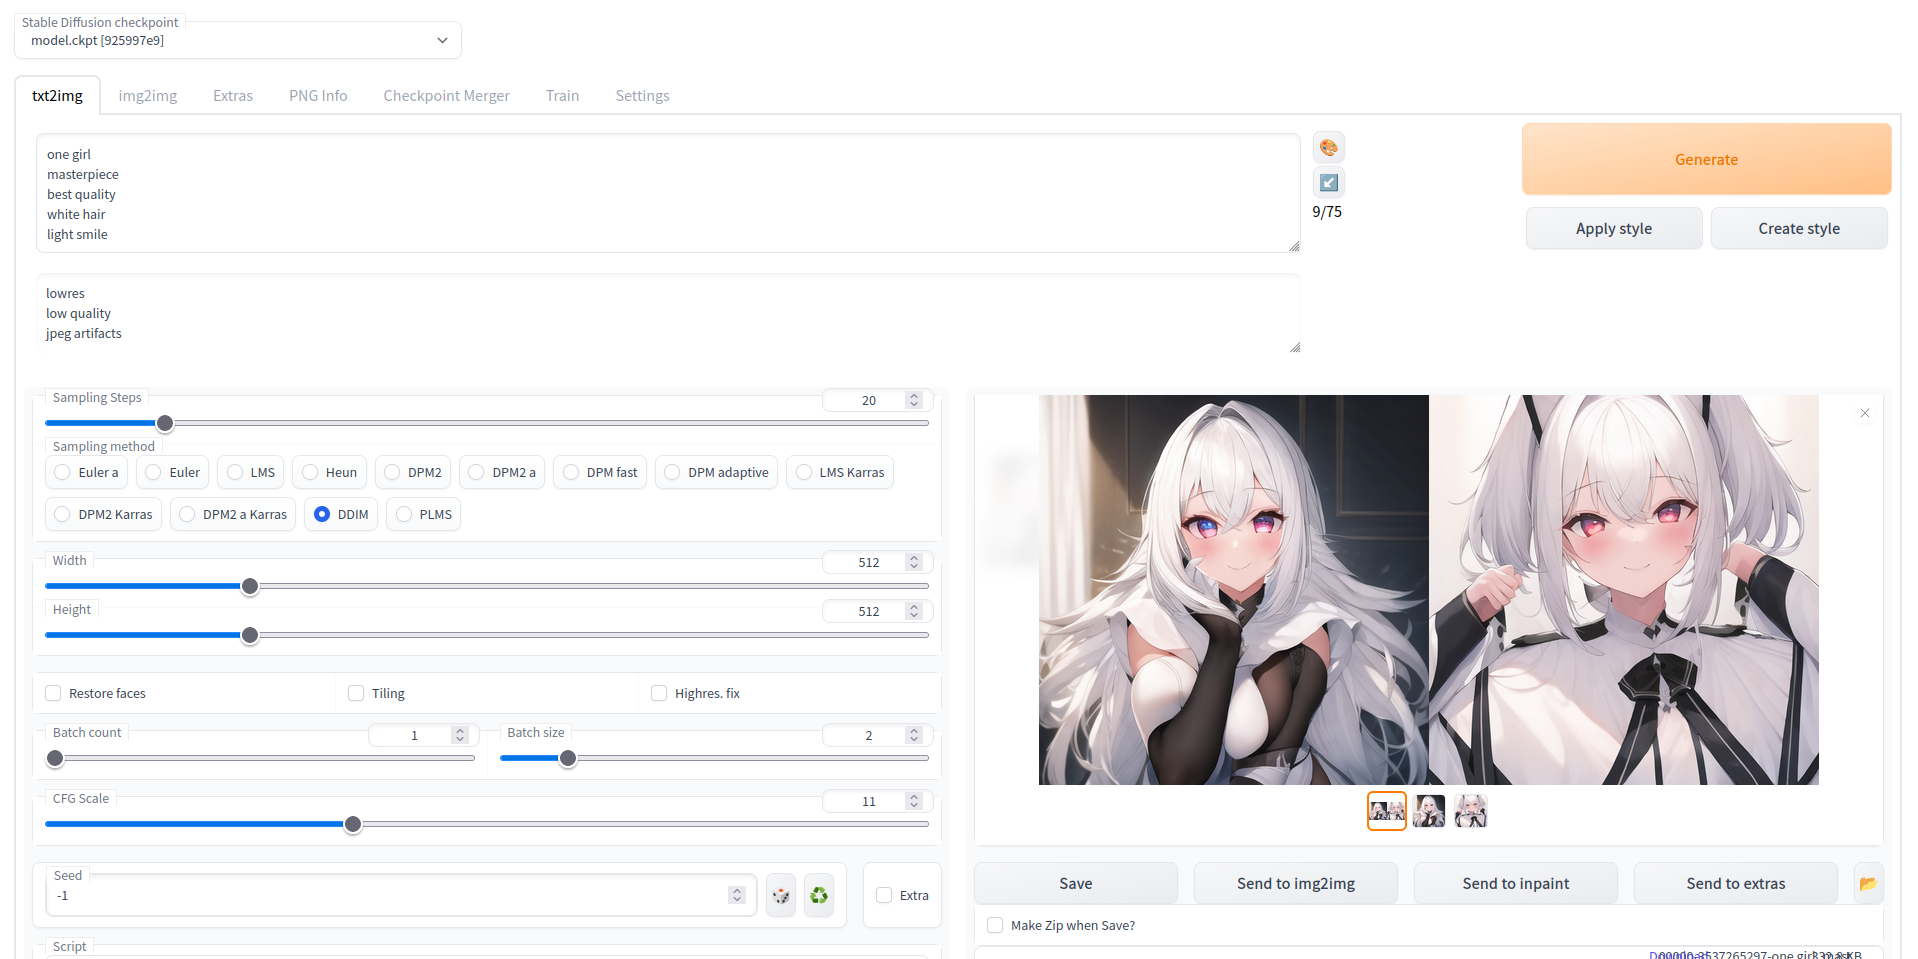 Stable Diffusion checkpoint
model.ckpt [925997e9]
txt2img img2img Extras PNG Info Checkpoint Merger Train Settings
one girl
masterpiece
best quality
white hair
light smile
9/75
Generate
Apply style Create style
lowres
low quality
jpeg artifacts
Sampling Steps 20
Sampling method
Euler a Euler LMS Heun DPM2 DPM2 a DPM fast DPM adaptive LMS Karras
DPM2 Karras DPM2 a Karras DDIM PLMS
Width 512
Height 512
Restore faces Tiling Highres. fix
Batch count 1 Batch size 2
CFG Scale 11
Seed
-1
Extra
Script
Save Send to img2img Send to inpaint Send to extras
Make Zip when Save?